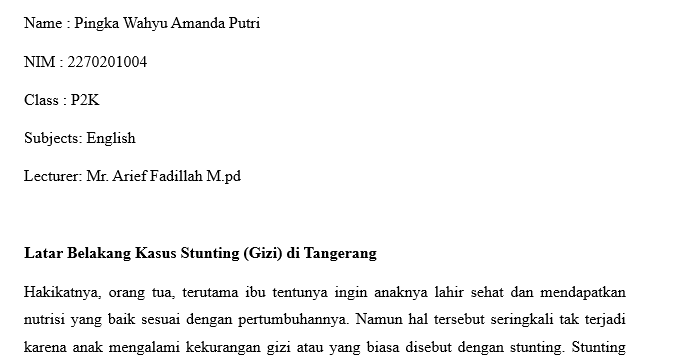 Name : Pingka Wahyu Amanda Putri
NIM : 2270201004
Class : P2K
Subjects: English
Lecturer: Mr. Arief Fadillah M.pd
Latar Belakang Kasus Stunting (Gizi) di Tangerang
Hakikatnya, orang tua, terutama ibu tentunya ingin anaknya lahir sehat dan mendapatkan
nutrisi yang baik sesuai dengan pertumbuhannya. Namun hal tersebut seringkali tak terjadi
karena anak mengalami kekurangan gizi atau yang biasa disebut dengan stunting. Stunting